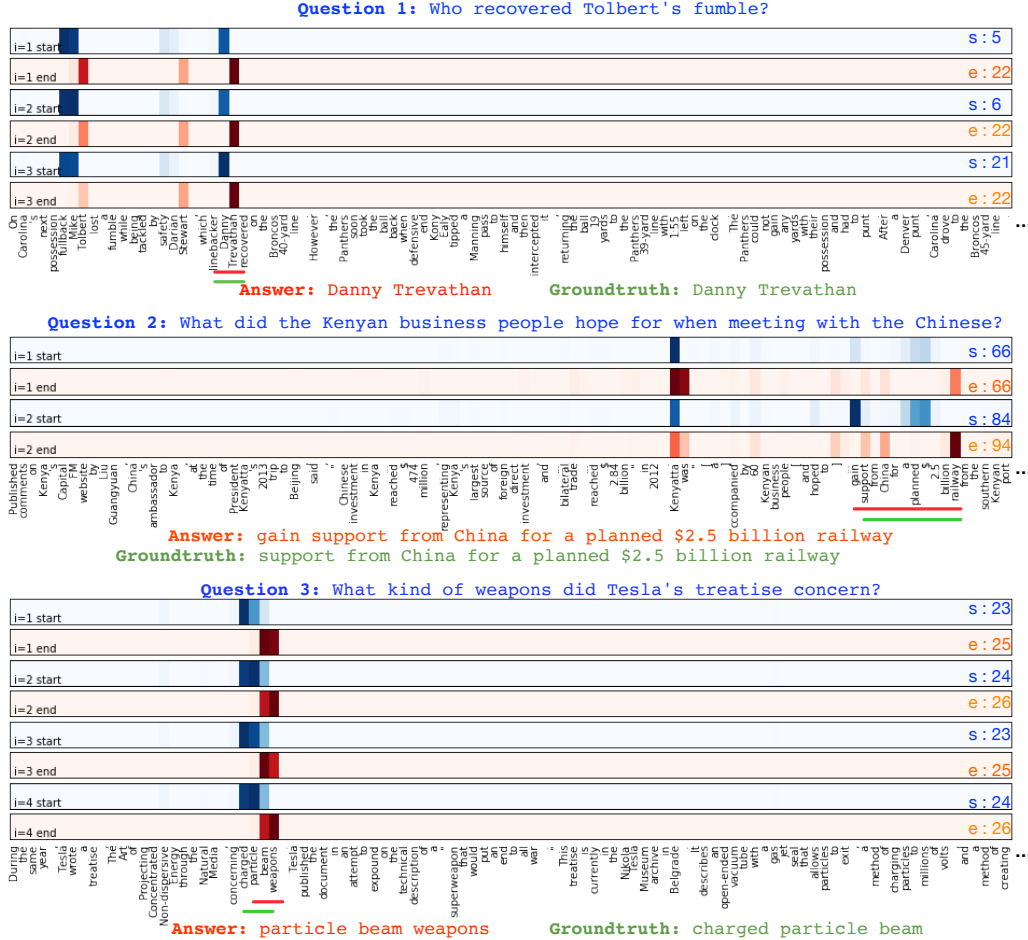 Question 1: Who recovered Tolbert's fumble?
i=1 start s:5
i=1 end e:22
i=2 start s:6
i=2 end e:22
i=3 start s:21
i=3 end e:22
On Carolina 's next possession fullback Mike Tolbert lost a fumble while being tackled by safety Darian Stewart , which linebacker Danny Trevathan recovered on the Broncos 40-yard line . However , the Panthers soon took the ball back when defensive end Kony Ealy tipped a Manning pass to himself and then intercepted it , returning the ball 19 yards to the Panthers 39-yard line with 1:51 left on the clock . The Panthers could not gain any yards with their possession and had to punt . After a Denver punt , Carolina drove to the Broncos 45-yard line . ...
Answer: Danny Trevathan Groundtruth: Danny Trevathan
Question 2: What did the Kenyan business people hope for when meeting with the Chinese?
i=1 start s:66
i=1 end e:66
i=2 start s:84
i=2 end e:94
Published comments on Kenya 's Capital FM website by Liu Guangyuan , China 's ambassador to Kenya , at the time of President Kenyatta 's 2013 trip to Beijing said , " Chinese investment in Kenya reached $ 474 million , representing Kenya 's largest source of foreign direct investment and bilateral trade reached $ 2.84 billion " in 2012 . Kenyatta was " [ a ] ccompanied by 60 Kenyan business people and hoped to ] gain support from China for a planned $ 2.5 billion railway from the southern Kenyan port ...
Answer: gain support from China for a planned $2.5 billion railway
Groundtruth: support from China for a planned $2.5 billion railway
Question 3: What kind of weapons did Tesla's treatise concern?
i=1 start s:23
i=1 end e:25
i=2 start s:24
i=2 end e:26
i=3 start s:23
i=3 end e:25
i=4 start s:24
i=4 end e:26
During the same year , Tesla wrote a treatise , The Art of Projecting Concentrated Non-dispersive Energy through the Natural Media , concerning charged particle beam weapons . Tesla published the document in an attempt to expound on the technical description of a " superweapon that would put an end to all war . " This treatise is currently in the Nikola Tesla Museum archive in Belgrade . It describes an open-ended vacuum tube with a gas jet seal that allows particles to exit , a method of charging particles to millions of volts , and a method of creating ...
Answer: particle beam weapons Groundtruth: charged particle beam